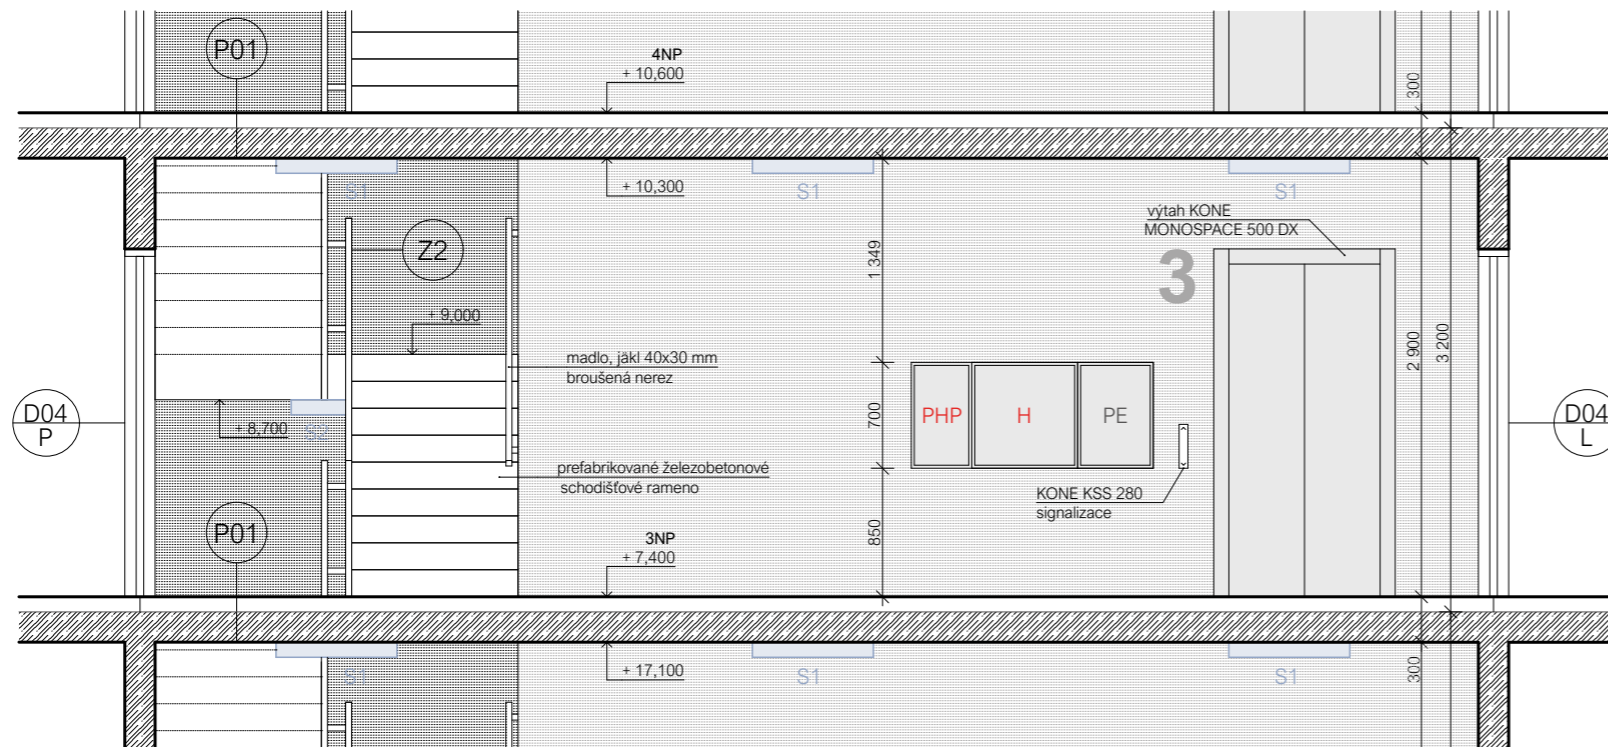 P01
4NP
+ 10,600
300
S1
+ 10,300
S1
S1
výtah KONE
MONOSPACE 500 DX
Z2
3
1 349
+ 9,000
madlo, jäkl 40x30 mm
broušená nerez
2 900
3 200
D04
P
+ 8,700
S2
700
PHP
H
PE
D04
L
prefabrikované železobetonové
schodišťové rameno
KONE KSS 280
signalizace
P01
850
3NP
+ 7,400
S1
+ 17,100
S1
S1
300